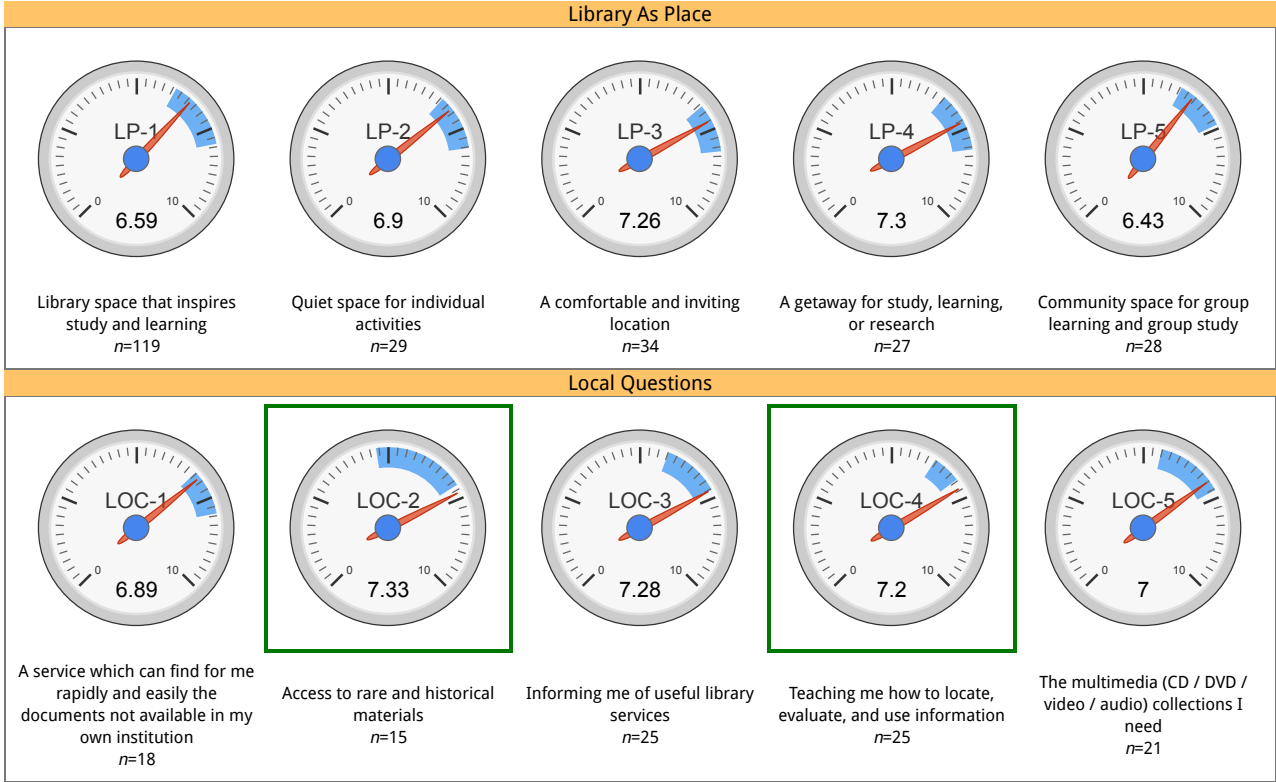 Library As Place
LP-1
0
10
6.59
LP-2
0
10
6.9
LP-3
0
10
7.26
LP-4
0
10
7.3
LP-5
0
10
6.43
Library space that inspires
study and learning
n=119
Quiet space for individual
activities
n=29
A comfortable and inviting
location
n=34
A getaway for study, learning,
or research
n=27
Community space for group
learning and group study
n=28
Local Questions
LOC-1
0
10
6.89
LOC-2
0
10
7.33
LOC-3
0
10
7.28
LOC-4
0
10
7.2
LOC-5
0
10
7
A service which can find for me
rapidly and easily the
documents not available in my
own institution
n=18
Access to rare and historical
materials
n=15
Informing me of useful library
services
n=25
Teaching me how to locate,
evaluate, and use information
n=25
The multimedia (CD / DVD /
video / audio) collections I
need
n=21